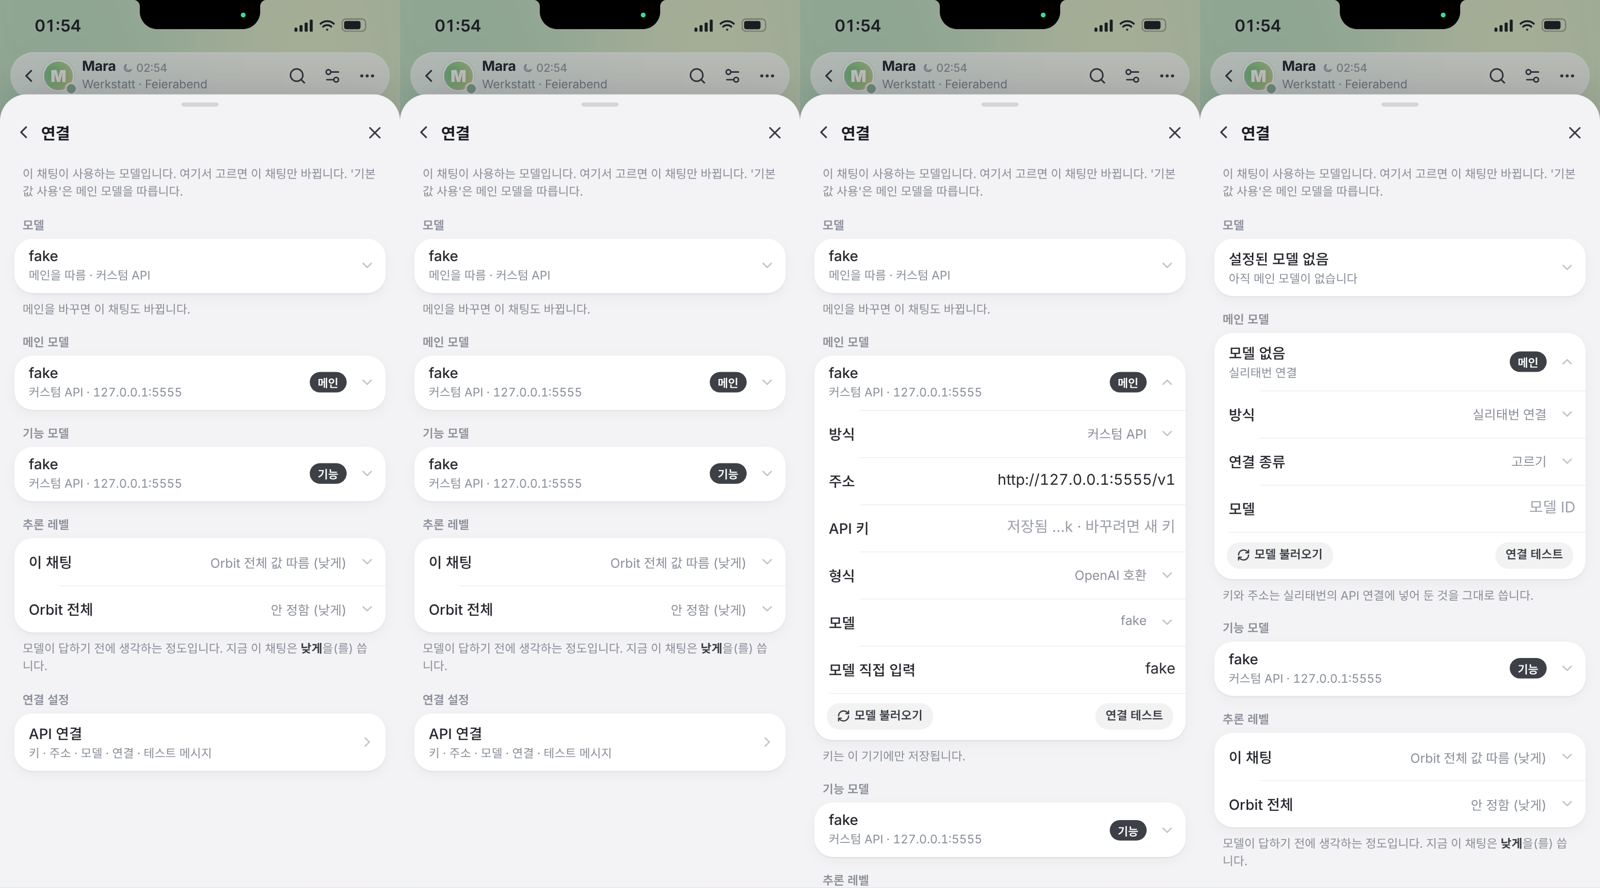 01:54
Mara 02:54
Werkstatt · Feierabend
연결
이 채팅이 사용하는 모델입니다. 여기서 고르면 이 채팅만 바뀝니다. '기본
값 사용'은 메인 모델을 따릅니다.
모델
fake
메인을 따름 · 커스텀 API
메인을 바꾸면 이 채팅도 바뀝니다.
메인 모델
fake
커스텀 API · 127.0.0.1:5555
메인
기능 모델
fake
커스텀 API · 127.0.0.1:5555
기능
추론 레벨
이 채팅 Orbit 전체 값 따름 (낮게)
Orbit 전체 안 정함 (낮게)
모델이 답하기 전에 생각하는 정도입니다. 지금 이 채팅은 낮게을(를) 씁
니다.
연결 설정
API 연결
키 · 주소 · 모델 · 연결 · 테스트 메시지
01:54
Mara 02:54
Werkstatt · Feierabend
연결
이 채팅이 사용하는 모델입니다. 여기서 고르면 이 채팅만 바뀝니다. '기본
값 사용'은 메인 모델을 따릅니다.
모델
fake
메인을 따름 · 커스텀 API
메인을 바꾸면 이 채팅도 바뀝니다.
메인 모델
fake
커스텀 API · 127.0.0.1:5555
메인
기능 모델
fake
커스텀 API · 127.0.0.1:5555
기능
추론 레벨
이 채팅 Orbit 전체 값 따름 (낮게)
Orbit 전체 안 정함 (낮게)
모델이 답하기 전에 생각하는 정도입니다. 지금 이 채팅은 낮게을(를) 씁
니다.
연결 설정
API 연결
키 · 주소 · 모델 · 연결 · 테스트 메시지
01:54
Mara 02:54
Werkstatt · Feierabend
연결
이 채팅이 사용하는 모델입니다. 여기서 고르면 이 채팅만 바뀝니다. '기본
값 사용'은 메인 모델을 따릅니다.
모델
fake
메인을 따름 · 커스텀 API
메인을 바꾸면 이 채팅도 바뀝니다.
메인 모델
fake
커스텀 API · 127.0.0.1:5555
메인
방식 커스텀 API
주소 http://127.0.0.1:5555/v1
API 키 저장됨 ...k · 바꾸려면 새 키
형식 OpenAI 호환
모델 fake
모델 직접 입력 fake
모델 불러오기 연결 테스트
키는 이 기기에만 저장됩니다.
기능 모델
fake
커스텀 API · 127.0.0.1:5555
기능
추론 레벨
01:54
Mara 02:54
Werkstatt · Feierabend
연결
이 채팅이 사용하는 모델입니다. 여기서 고르면 이 채팅만 바뀝니다. '기본
값 사용'은 메인 모델을 따릅니다.
모델
설정된 모델 없음
아직 메인 모델이 없습니다
메인 모델
모델 없음
실리태번 연결
메인
방식 실리태번 연결
연결 종류 고르기
모델 모델 ID
모델 불러오기 연결 테스트
키와 주소는 실리태번의 API 연결에 넣어 둔 것을 그대로 씁니다.
기능 모델
fake
커스텀 API · 127.0.0.1:5555
기능
추론 레벨
이 채팅 Orbit 전체 값 따름 (낮게)
Orbit 전체 안 정함 (낮게)
모델이 답하기 전에 생각하는 정도입니다. 지금 이 채팅은 낮게을(를) 씁
니다.